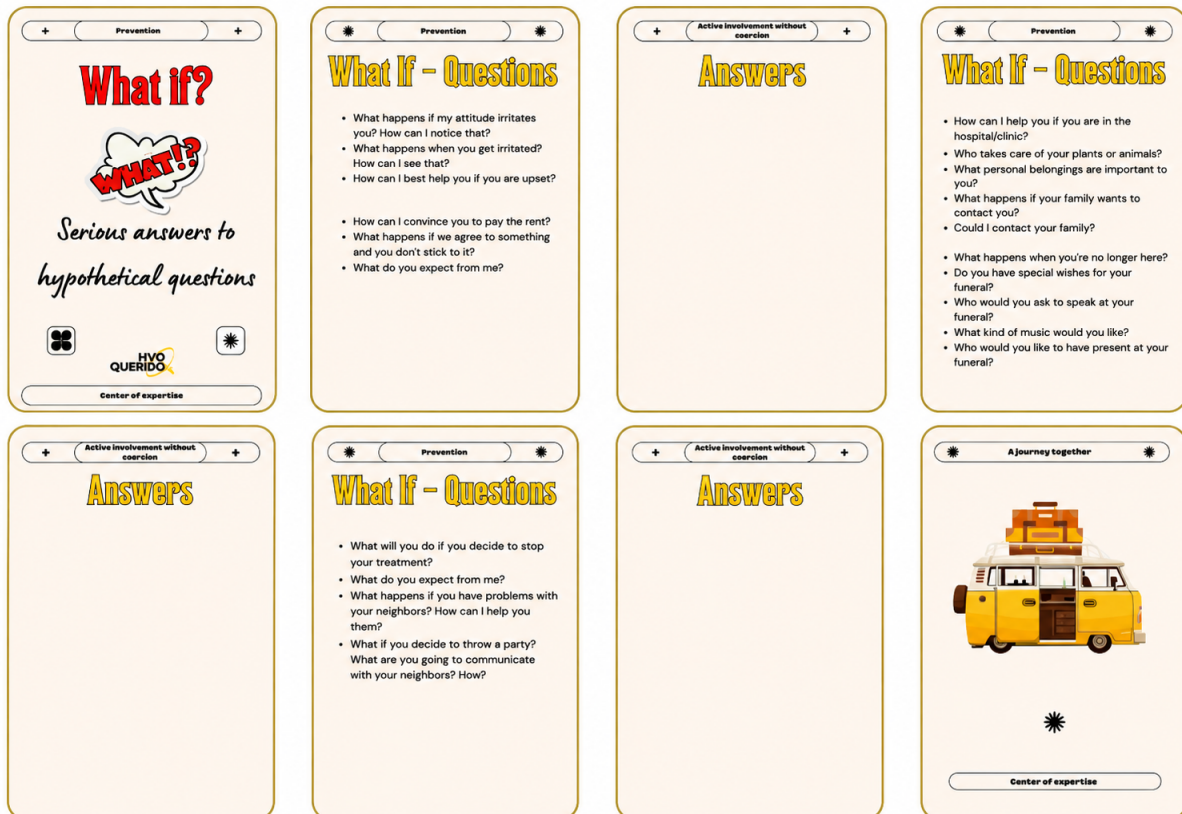 Prevention
What if?
WHAT!?
Serious answers to
hypothetical questions
HVO
QUERIDO
Center of expertise
Prevention
What If – Questions
• What happens if my attitude irritates
you? How can I notice that?
• What happens when you get irritated?
How can I see that?
• How can I best help you if you are upset?
• How can I convince you to pay the rent?
• What happens if we agree to something
and you don't stick to it?
• What do you expect from me?
Active involvement without
coercion
Answers
Prevention
What If – Questions
• How can I help you if you are in the
hospital/clinic?
• Who takes care of your plants or animals?
• What personal belongings are important to
you?
• What happens if your family wants to
contact you?
• Could I contact your family?
• What happens when you're no longer here?
• Do you have special wishes for your
funeral?
• Who would you ask to speak at your
funeral?
• What kind of music would you like?
• Who would you like to have present at your
funeral?
Active involvement without
coercion
Answers
Prevention
What If – Questions
• What will you do if you decide to stop
your treatment?
• What do you expect from me?
• What happens if you have problems with
your neighbors? How can I help you
them?
• What if you decide to throw a party?
What are you going to communicate
with your neighbors? How?
Active involvement without
coercion
Answers
A journey together
Center of expertise